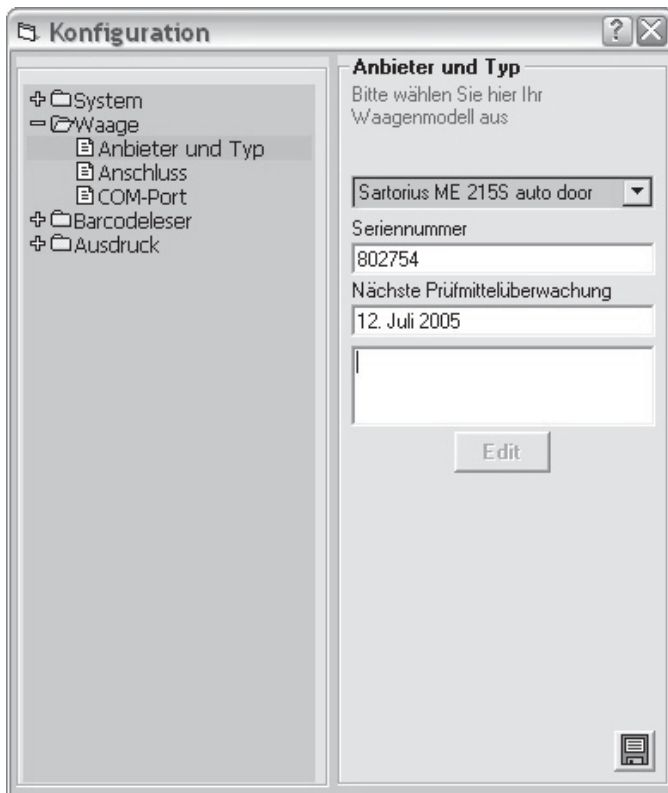 Konfiguration
System
Waage
Anbieter und Typ
Anschluss
COM-Port
Barcodeleser
Ausdruck
Anbieter und Typ
Bitte wählen Sie hier Ihr
Waagenmodell aus
Sartorius ME 215S auto door
Seriennummer
802754
Nächste Prüfmittelüberwachung
12. Juli 2005
Edit